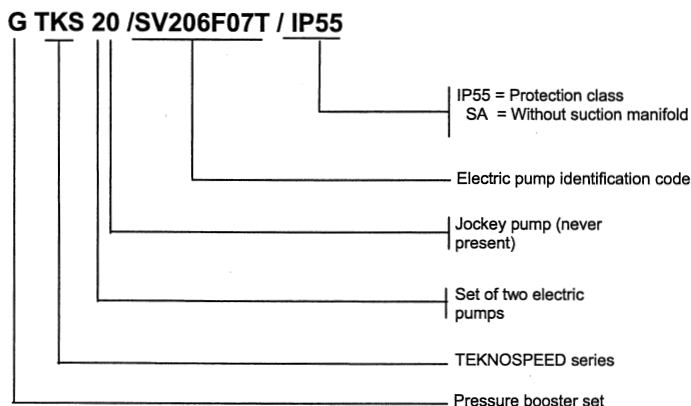 G TKS 20 /SV206F07T / IP55
IP55 = Protection class
SA = Without suction manifold
Electric pump identification code
Jockey pump (never
present)
Set of two electric
pumps
TEKNOSPEED series
Pressure booster set